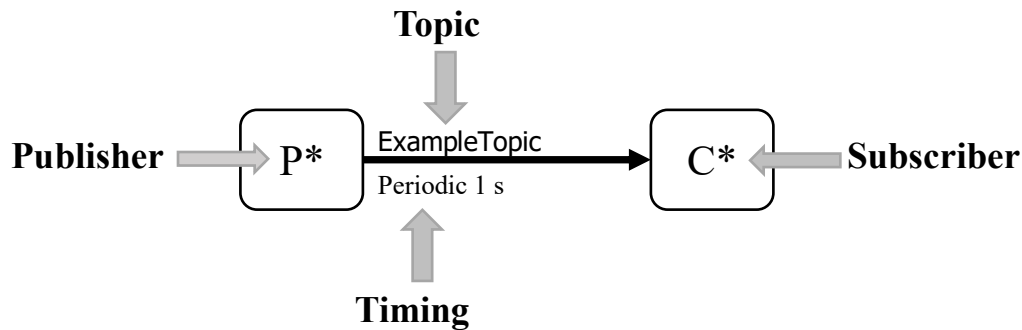 Topic
ExampleTopic
Publisher
P*
C*
Subscriber
Periodic 1 s
Timing